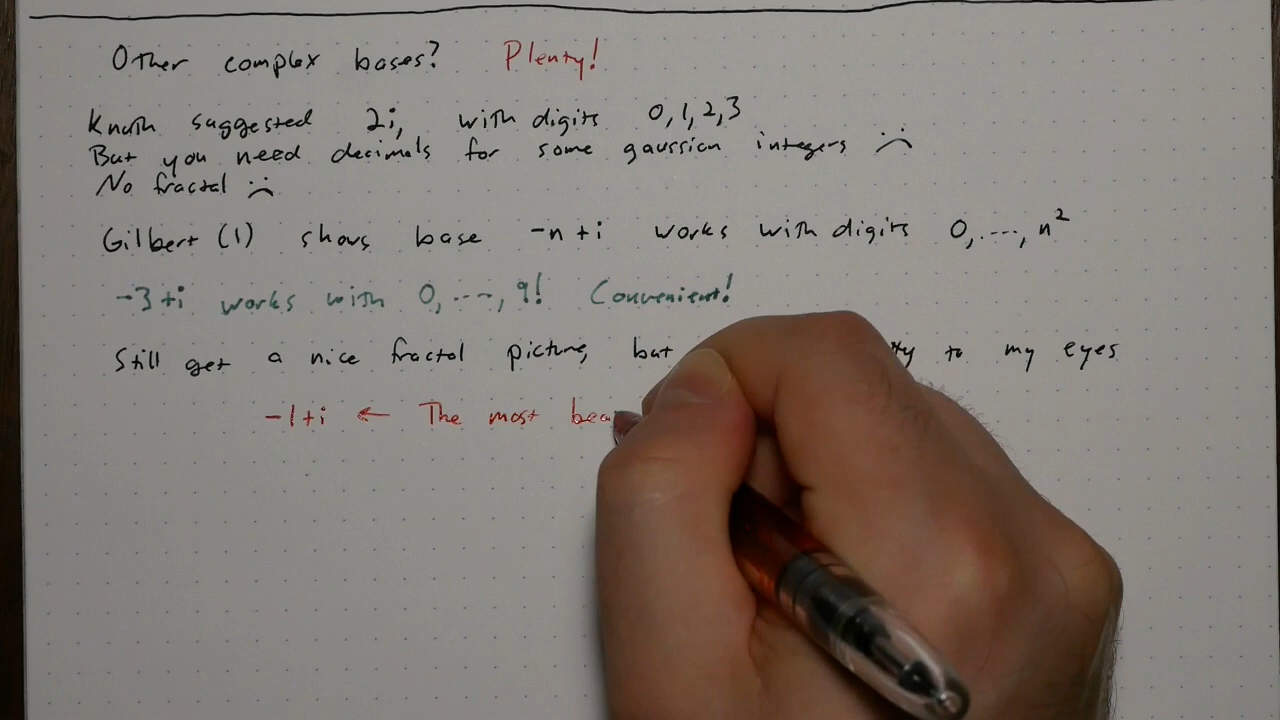 Other complex bases? Plenty!
Knuth suggested 2i, with digits 0,1,2,3
But you need decimals for some gaussian integers :(
No fractal :(
Gilbert (1) shows base -n+i works with digits 0,...,n²
-3+i works with 0,...,9! Convenient!
Still get a nice fractal picture, but to my eyes
-1+i ← The most